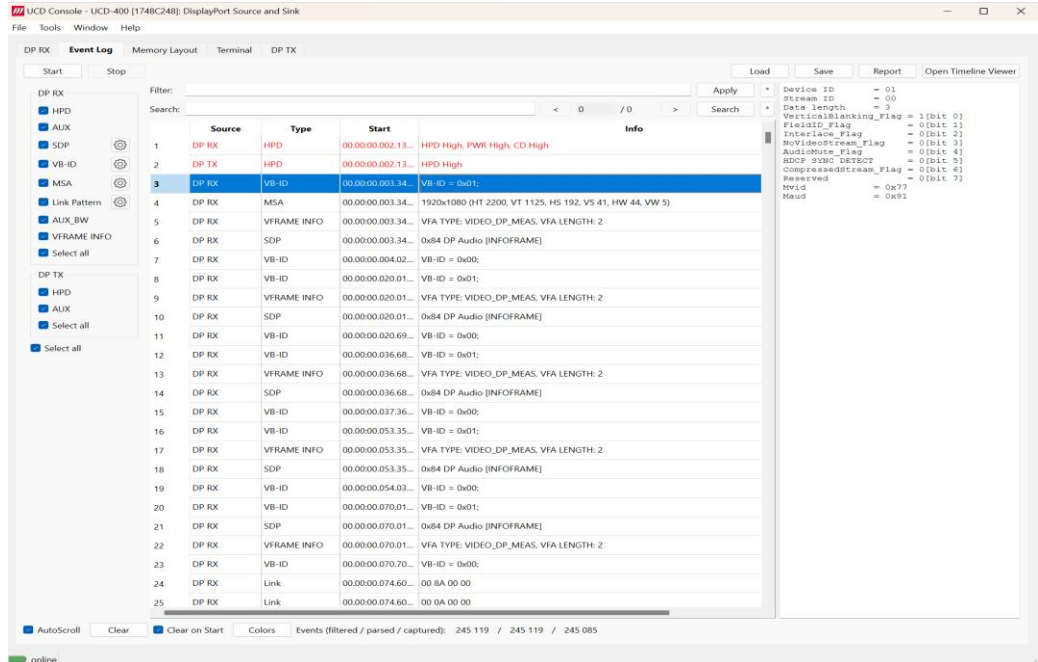 UCD Console - UCD-400 [1748C248]: DisplayPort Source and Sink
File Tools Window Help
DP RX Event Log Memory Layout Terminal DP TX
Start Stop Load Save Report Open Timeline Viewer
DP RX
HPD
AUX
SDP
VB-ID
MSA
Link Pattern
AUX_BW
VFRAME INFO
Select all
DP TX
HPD
AUX
Select all
Select all
Filter: Apply *
Search: < 0 / 0 > Search *
Source Type Start Info
1 DP RX HPD 00.00:00.002.13... HPD High, PWR High, CD High
2 DP TX HPD 00.00:00.002.13... HPD High
3 DP RX VB-ID 00.00:00.003.34... VB-ID = 0x01;
4 DP RX MSA 00.00:00.003.34... 1920x1080 (HT 2200, VT 1125, HS 192, VS 41, HW 44, VW 5)
5 DP RX VFRAME INFO 00.00:00.003.34... VFA TYPE: VIDEO_DP_MEAS, VFA LENGTH: 2
6 DP RX SDP 00.00:00.003.34... 0x84 DP Audio [INFOFRAME]
7 DP RX VB-ID 00.00:00.004.02... VB-ID = 0x00;
8 DP RX VB-ID 00.00:00.020.01... VB-ID = 0x01;
9 DP RX VFRAME INFO 00.00:00.020.01... VFA TYPE: VIDEO_DP_MEAS, VFA LENGTH: 2
10 DP RX SDP 00.00:00.020.01... 0x84 DP Audio [INFOFRAME]
11 DP RX VB-ID 00.00:00.020.69... VB-ID = 0x00;
12 DP RX VB-ID 00.00:00.036.68... VB-ID = 0x01;
13 DP RX VFRAME INFO 00.00:00.036.68... VFA TYPE: VIDEO_DP_MEAS, VFA LENGTH: 2
14 DP RX SDP 00.00:00.036.68... 0x84 DP Audio [INFOFRAME]
15 DP RX VB-ID 00.00:00.037.36... VB-ID = 0x00;
16 DP RX VB-ID 00.00:00.053.35... VB-ID = 0x01;
17 DP RX VFRAME INFO 00.00:00.053.35... VFA TYPE: VIDEO_DP_MEAS, VFA LENGTH: 2
18 DP RX SDP 00.00:00.053.35... 0x84 DP Audio [INFOFRAME]
19 DP RX VB-ID 00.00:00.054.03... VB-ID = 0x00;
20 DP RX VB-ID 00.00:00.070.01... VB-ID = 0x01;
21 DP RX SDP 00.00:00.070.01... 0x84 DP Audio [INFOFRAME]
22 DP RX VFRAME INFO 00.00:00.070.01... VFA TYPE: VIDEO_DP_MEAS, VFA LENGTH: 2
23 DP RX VB-ID 00.00:00.070.70... VB-ID = 0x00;
24 DP RX Link 00.00:00.074.60... 00 8A 00 00
25 DP RX Link 00.00:00.074.60... 00 0A 00 00
Device ID = 01
Stream ID = 00
Data length = 3
VerticalBlanking_Flag = 1[bit 0]
FieldID_Flag = 0[bit 1]
Interlace_Flag = 0[bit 2]
NoVideoStream_Flag = 0[bit 3]
AudioMute_Flag = 0[bit 4]
HDCP SYNC DETECT = 0[bit 5]
CompressedStream_Flag = 0[bit 6]
Reserved = 0[bit 7]
Mvid = 0x77
Maud = 0x91
AutoScroll Clear Clear on Start Colors Events (filtered / parsed / captured): 245 119 / 245 119 / 245 085
online